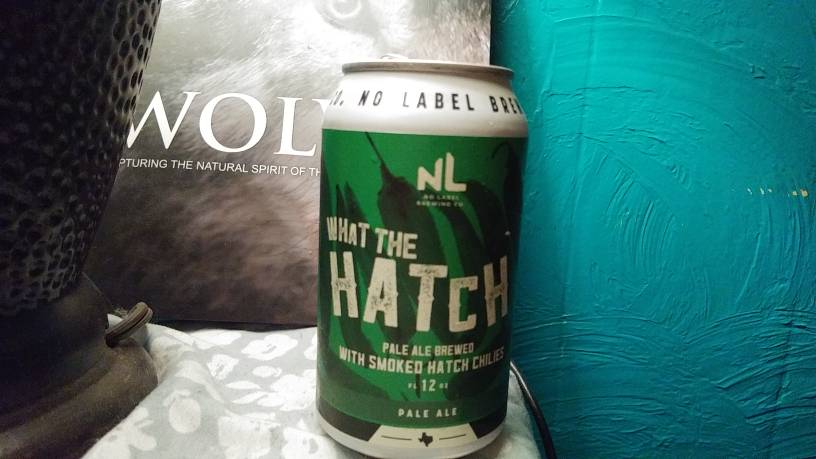 WOL
PTURING THE NATURAL SPIRIT OF TH
O. NO LABEL BREW
NL
NO LABEL
BREWING CO
WHAT THE
HATCH
PALE ALE BREWED
WITH SMOKED HATCH CHILIES
FL 12 OZ
PALE ALE